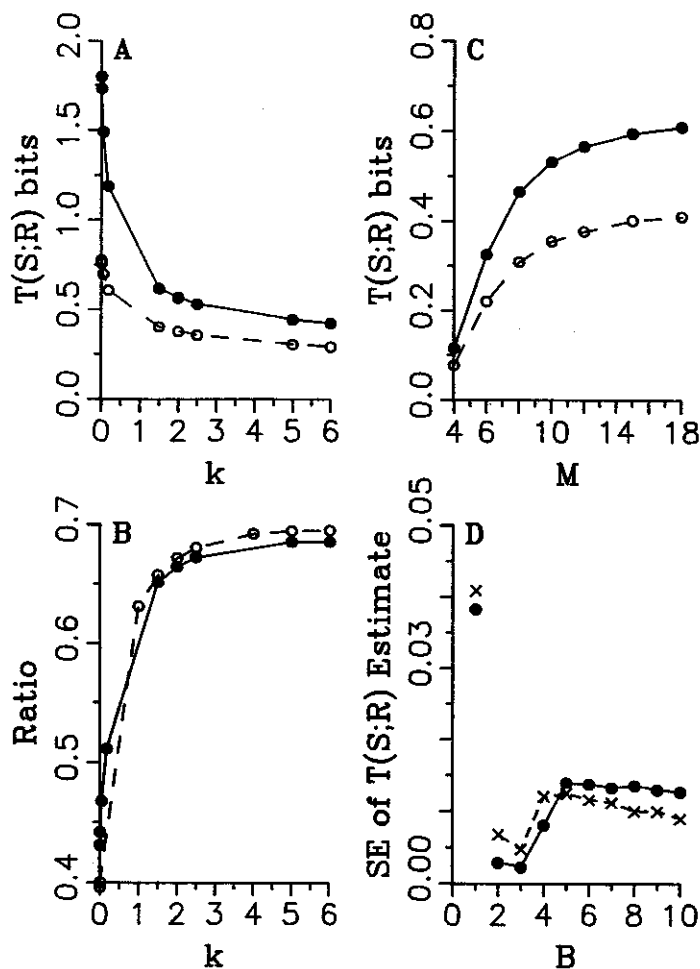 A
T(S;R) bits
2.0
1.5
1.0
0.5
0.0
0 1 2 3 4 5 6
k
C
T(S;R) bits
0.8
0.6
0.4
0.2
0.0
4 6 10 14 18
M
B
Ratio
0.7
0.6
0.5
0.4
0 1 2 3 4 5 6
k
D
SE of T(S;R) Estimate
0.05
0.03
0.00
0 2 4 6 8 10
B